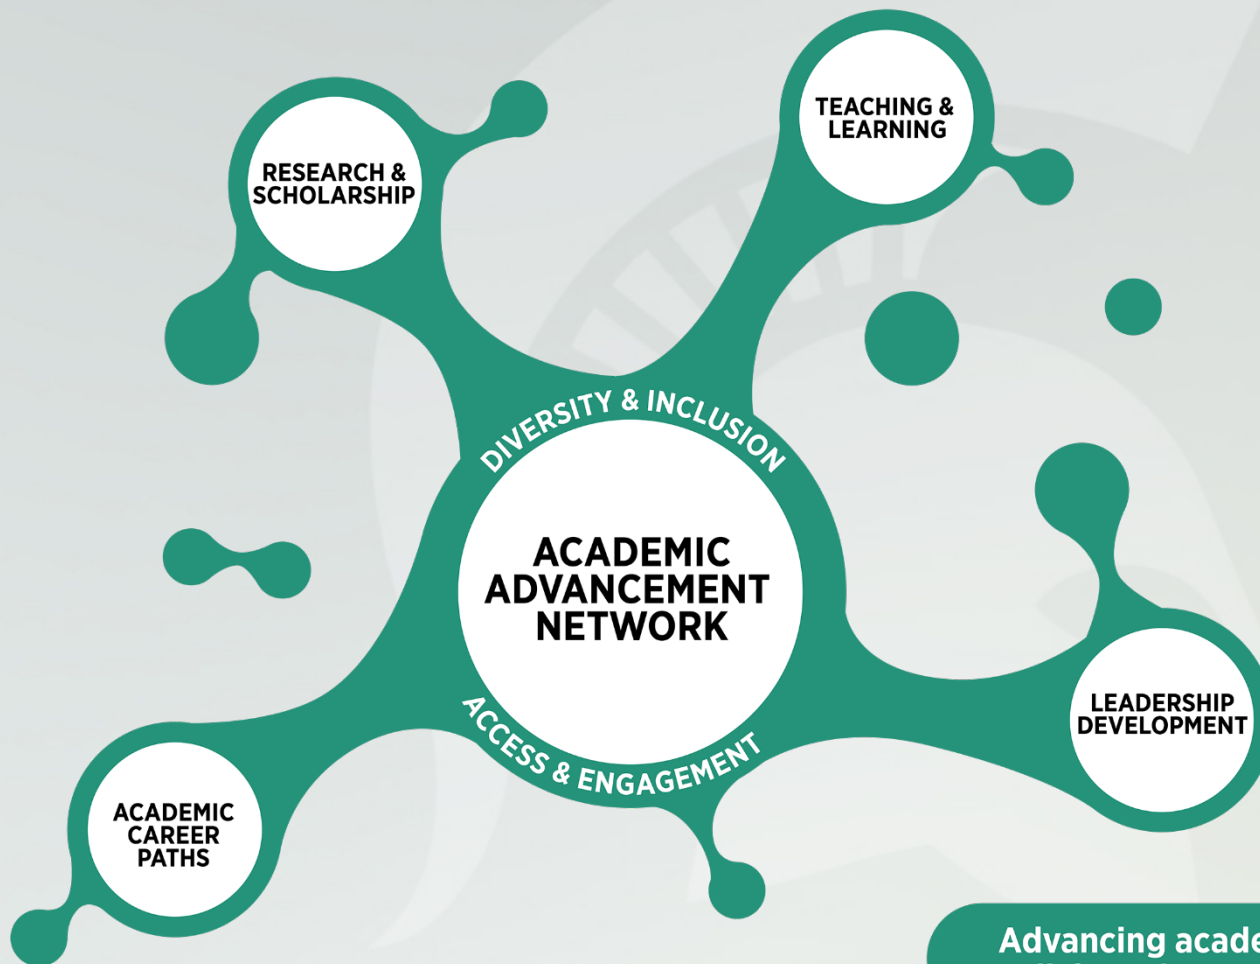 TEACHING &
LEARNING
RESEARCH &
SCHOLARSHIP
DIVERSITY & INCLUSION
ACADEMIC
ADVANCEMENT
NETWORK
ACCESS & ENGAGEMENT
LEADERSHIP
DEVELOPMENT
ACADEMIC
CAREER
PATHS
Advancing acade